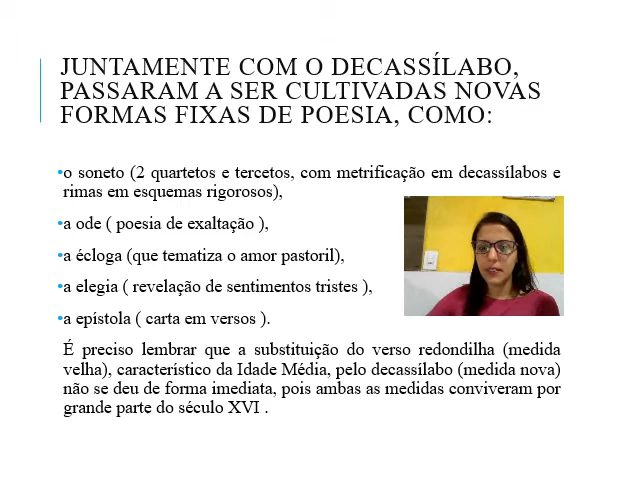 JUNTAMENTE COM O DECASSÍLABO,
PASSARAM A SER CULTIVADAS NOVAS
FORMAS FIXAS DE POESIA, COMO:
•o soneto (2 quartetos e tercetos, com metrificação em decassílabos e
rimas em esquemas rigorosos),
•a ode ( poesia de exaltação ),
•a écloga (que tematiza o amor pastoril),
•a elegia ( revelação de sentimentos tristes ),
•a epístola ( carta em versos ).
É preciso lembrar que a substituição do verso redondilha (medida
velha), característico da Idade Média, pelo decassílabo (medida nova)
não se deu de forma imediata, pois ambas as medidas conviveram por
grande parte do século XVI .